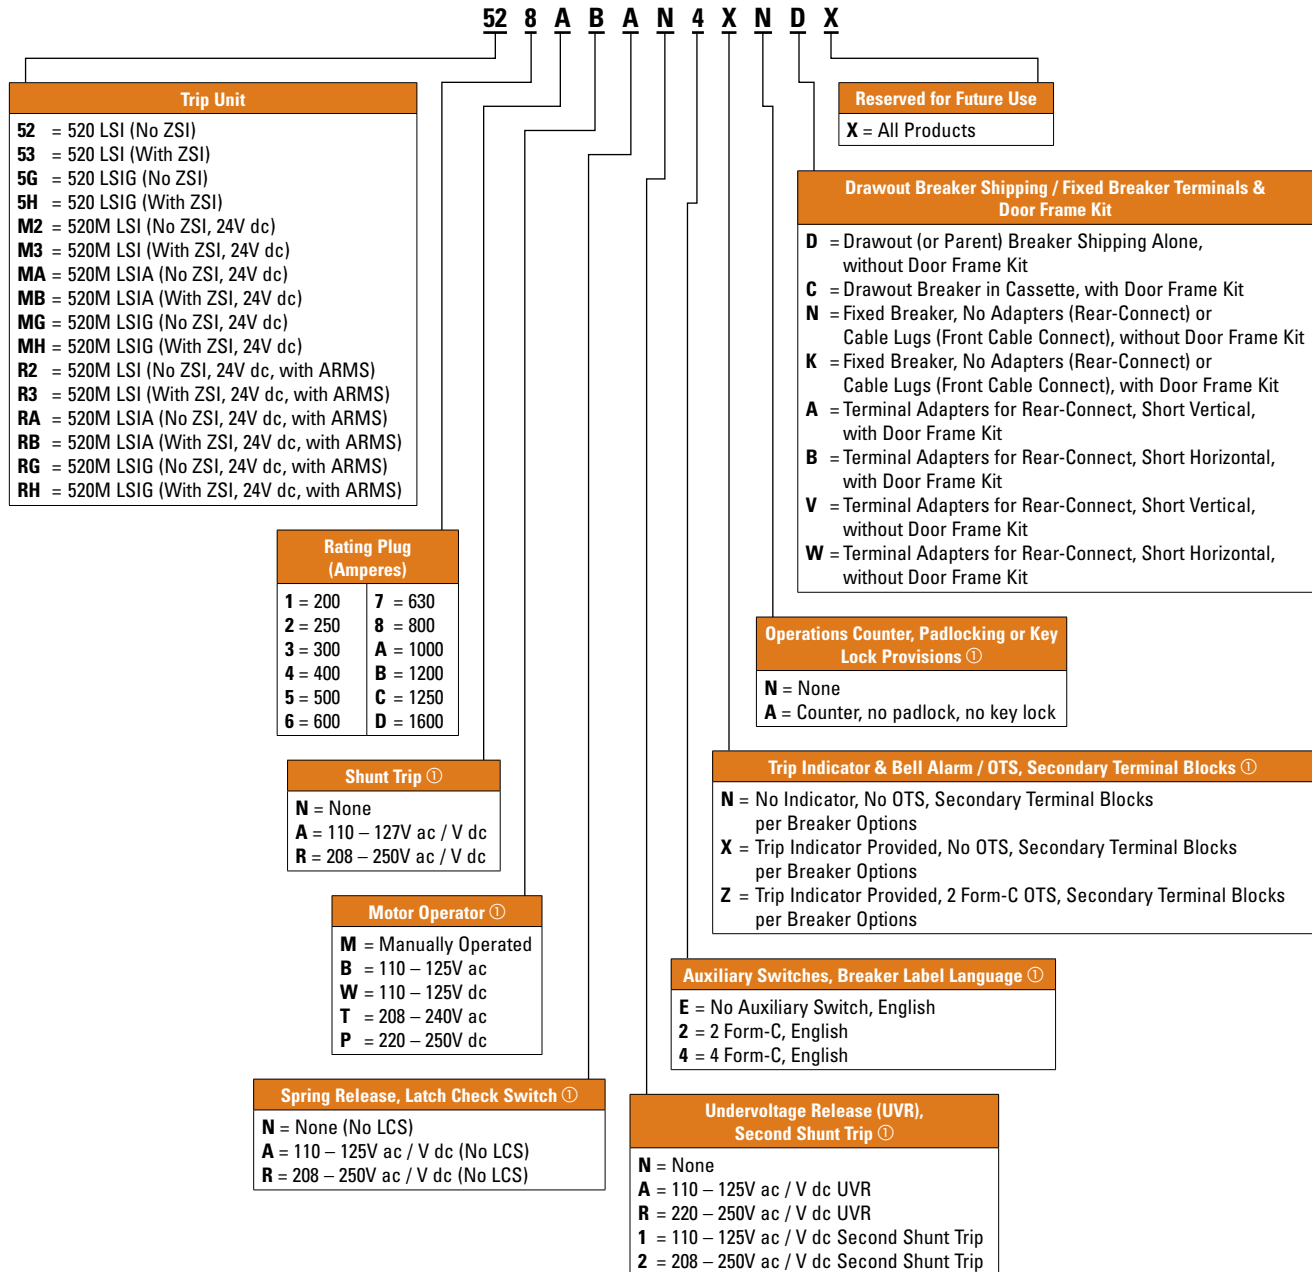 52 8 A B A N 4 X N D X
Trip Unit
52 = 520 LSI (No ZSI)
53 = 520 LSI (With ZSI)
5G = 520 LSIG (No ZSI)
5H = 520 LSIG (With ZSI)
M2 = 520M LSI (No ZSI, 24V dc)
M3 = 520M LSI (With ZSI, 24V dc)
MA = 520M LSIA (No ZSI, 24V dc)
MB = 520M LSIA (With ZSI, 24V dc)
MG = 520M LSIG (No ZSI, 24V dc)
MH = 520M LSIG (With ZSI, 24V dc)
R2 = 520M LSI (No ZSI, 24V dc, with ARMS)
R3 = 520M LSI (With ZSI, 24V dc, with ARMS)
RA = 520M LSIA (No ZSI, 24V dc, with ARMS)
RB = 520M LSIA (With ZSI, 24V dc, with ARMS)
RG = 520M LSIG (No ZSI, 24V dc, with ARMS)
RH = 520M LSIG (With ZSI, 24V dc, with ARMS)
Rating Plug
(Amperes)
1 = 200
2 = 250
3 = 300
4 = 400
5 = 500
6 = 600
7 = 630
8 = 800
A = 1000
B = 1200
C = 1250
D = 1600
Shunt Trip ①
N = None
A = 110 – 127V ac / V dc
R = 208 – 250V ac / V dc
Motor Operator ①
M = Manually Operated
B = 110 – 125V ac
W = 110 – 125V dc
T = 208 – 240V ac
P = 220 – 250V dc
Spring Release, Latch Check Switch ①
N = None (No LCS)
A = 110 – 125V ac / V dc (No LCS)
R = 208 – 250V ac / V dc (No LCS)
Reserved for Future Use
X = All Products
Drawout Breaker Shipping / Fixed Breaker Terminals &
Door Frame Kit
D = Drawout (or Parent) Breaker Shipping Alone,
without Door Frame Kit
C = Drawout Breaker in Cassette, with Door Frame Kit
N = Fixed Breaker, No Adapters (Rear-Connect) or
Cable Lugs (Front Cable Connect), without Door Frame Kit
K = Fixed Breaker, No Adapters (Rear-Connect) or
Cable Lugs (Front Cable Connect), with Door Frame Kit
A = Terminal Adapters for Rear-Connect, Short Vertical,
with Door Frame Kit
B = Terminal Adapters for Rear-Connect, Short Horizontal,
with Door Frame Kit
V = Terminal Adapters for Rear-Connect, Short Vertical,
without Door Frame Kit
W = Terminal Adapters for Rear-Connect, Short Horizontal,
without Door Frame Kit
Operations Counter, Padlocking or Key
Lock Provisions ①
N = None
A = Counter, no padlock, no key lock
Trip Indicator & Bell Alarm / OTS, Secondary Terminal Blocks ①
N = No Indicator, No OTS, Secondary Terminal Blocks
per Breaker Options
X = Trip Indicator Provided, No OTS, Secondary Terminal Blocks
per Breaker Options
Z = Trip Indicator Provided, 2 Form-C OTS, Secondary Terminal Blocks
per Breaker Options
Auxiliary Switches, Breaker Label Language ①
E = No Auxiliary Switch, English
2 = 2 Form-C, English
4 = 4 Form-C, English
Undervoltage Release (UVR),
Second Shunt Trip ①
N = None
A = 110 – 125V ac / V dc UVR
R = 220 – 250V ac / V dc UVR
1 = 110 – 125V ac / V dc Second Shunt Trip
2 = 208 – 250V ac / V dc Second Shunt Trip